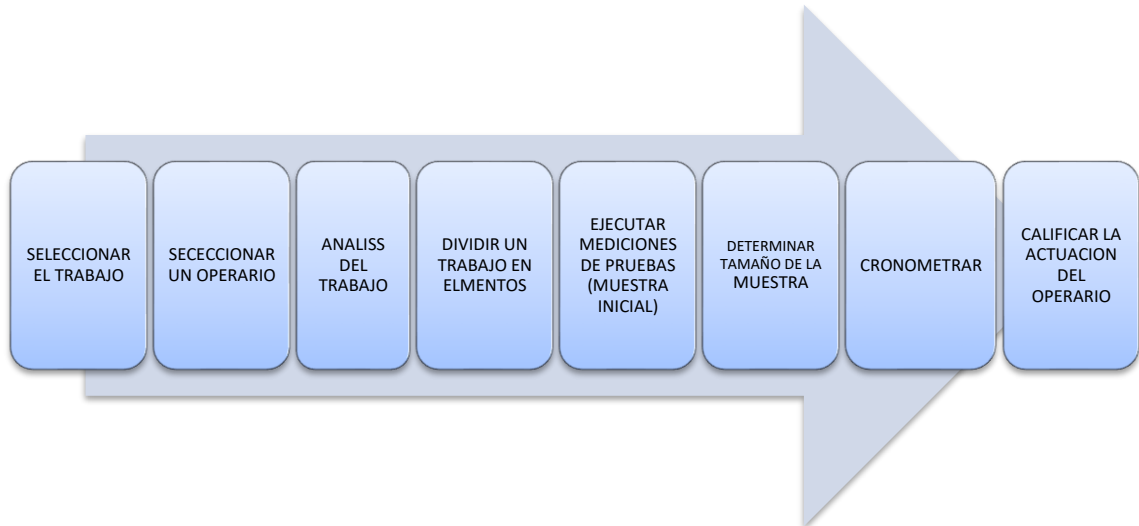 SELECCIONAR
EL TRABAJO
SECECCIONAR
UN OPERARIO
ANALISS
DEL
TRABAJO
DIVIDIR UN
TRABAJO EN
ELMENTOS
EJECUTAR
MEDICIONES
DE PRUEBAS
(MUESTRA
INICIAL)
DETERMINAR
TAMAÑO DE LA
MUESTRA
CRONOMETRAR
CALIFICAR LA
ACTUACION
DEL
OPERARIO